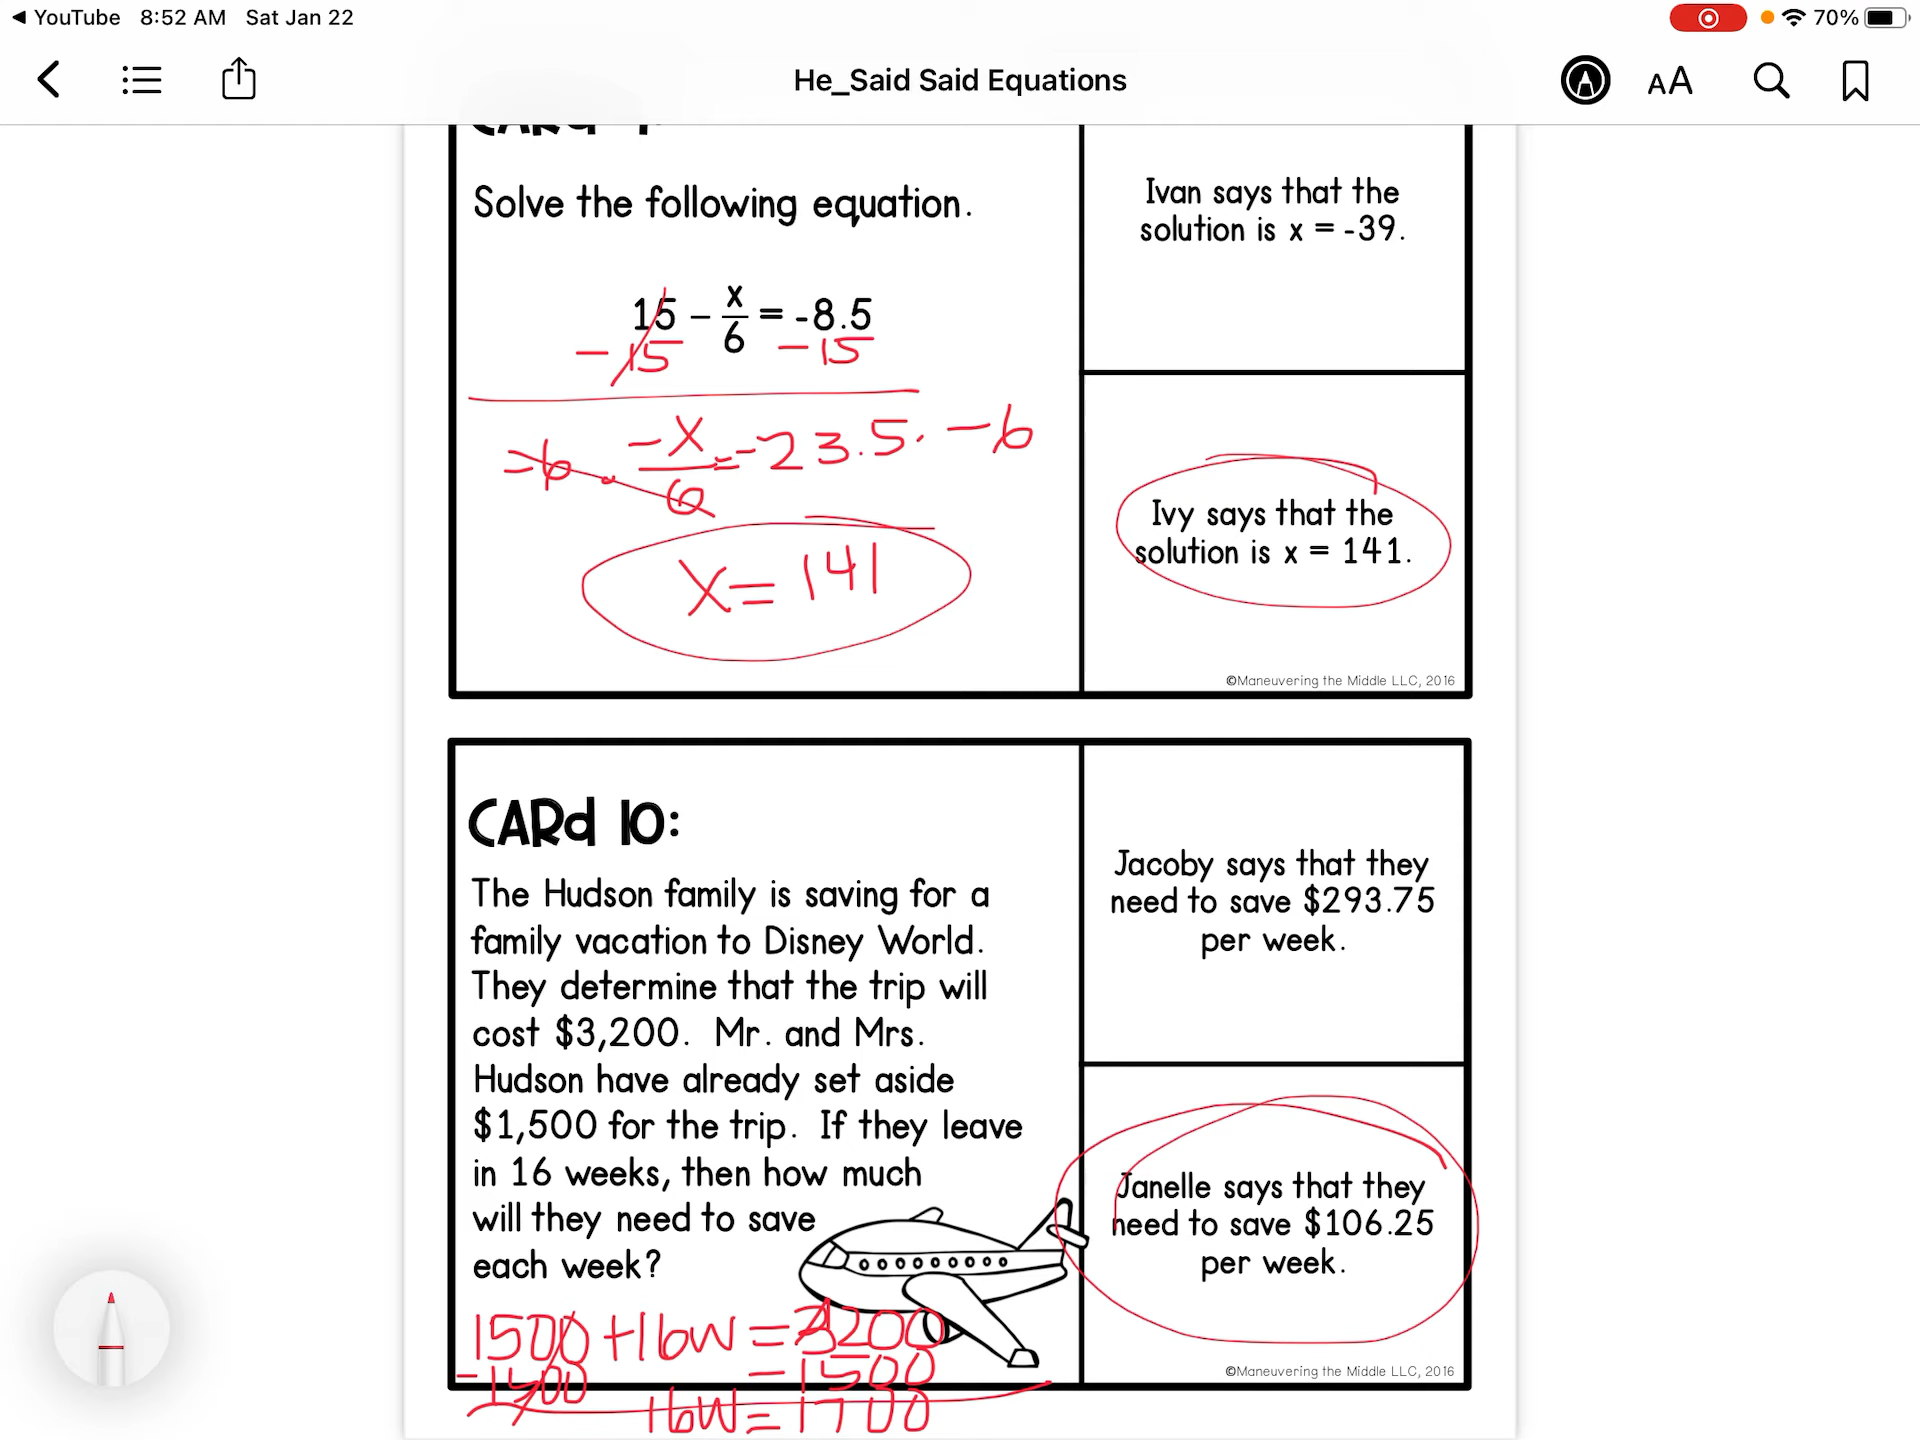 YouTube 8:52 AM Sat Jan 22
70%
He_Said Said Equations
AA
Solve the following equation.
15 - x/6 = -8.5
-15 -15
-6 · -x/6 = -23.5 · -6
x = 141
Ivan says that the
solution is x = -39.
Ivy says that the
solution is x = 141.
©Maneuvering the Middle LLC, 2016
CARd 10:
The Hudson family is saving for a
family vacation to Disney World.
They determine that the trip will
cost $3,200. Mr. and Mrs.
Hudson have already set aside
$1,500 for the trip. If they leave
in 16 weeks, then how much
will they need to save
each week?
1500 + 16w = 3200
-1500 -1500
16w = 1700
Jacoby says that they
need to save $293.75
per week.
Janelle says that they
need to save $106.25
per week.
©Maneuvering the Middle LLC, 2016